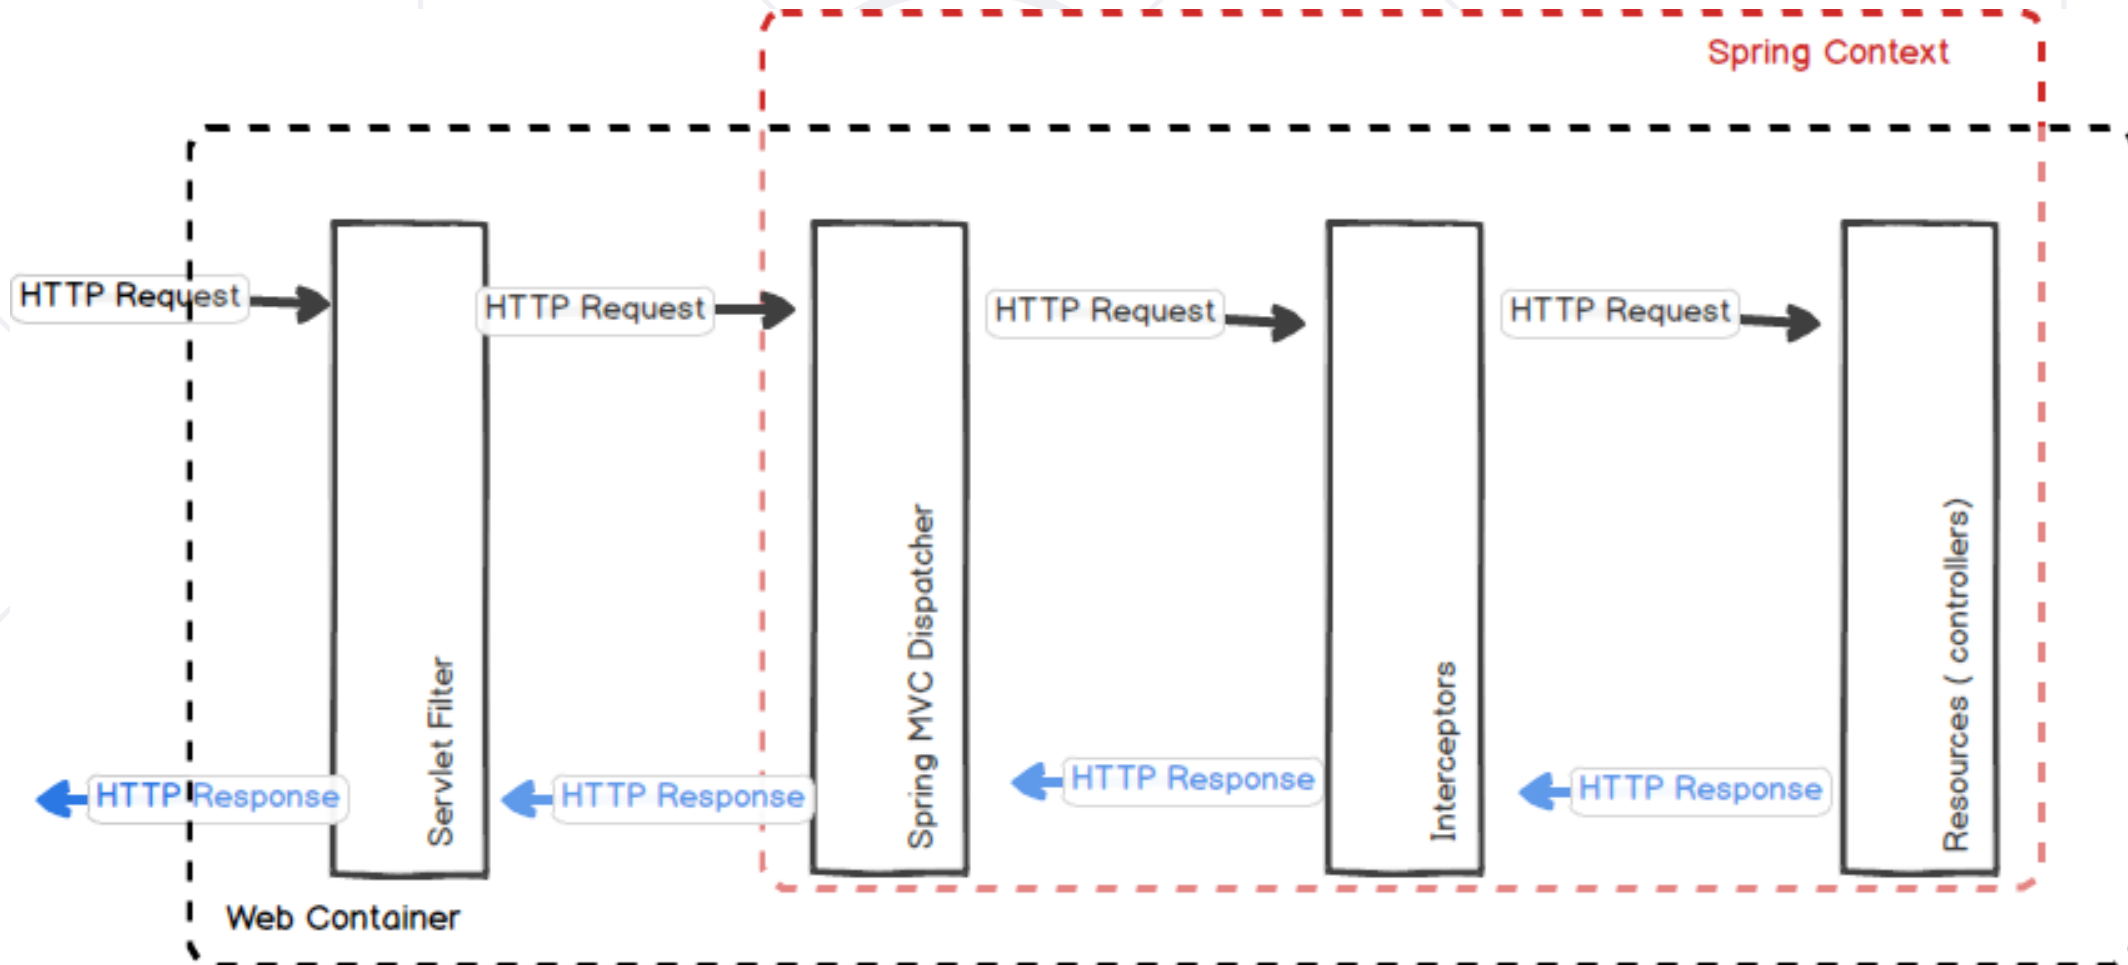 Spring Context
HTTP Request
HTTP Request
HTTP Request
HTTP Request
Servlet Filter
Spring MVC Dispatcher
Interceptors
Resources ( controllers)
HTTP Response
HTTP Response
HTTP Response
HTTP Response
Web Container